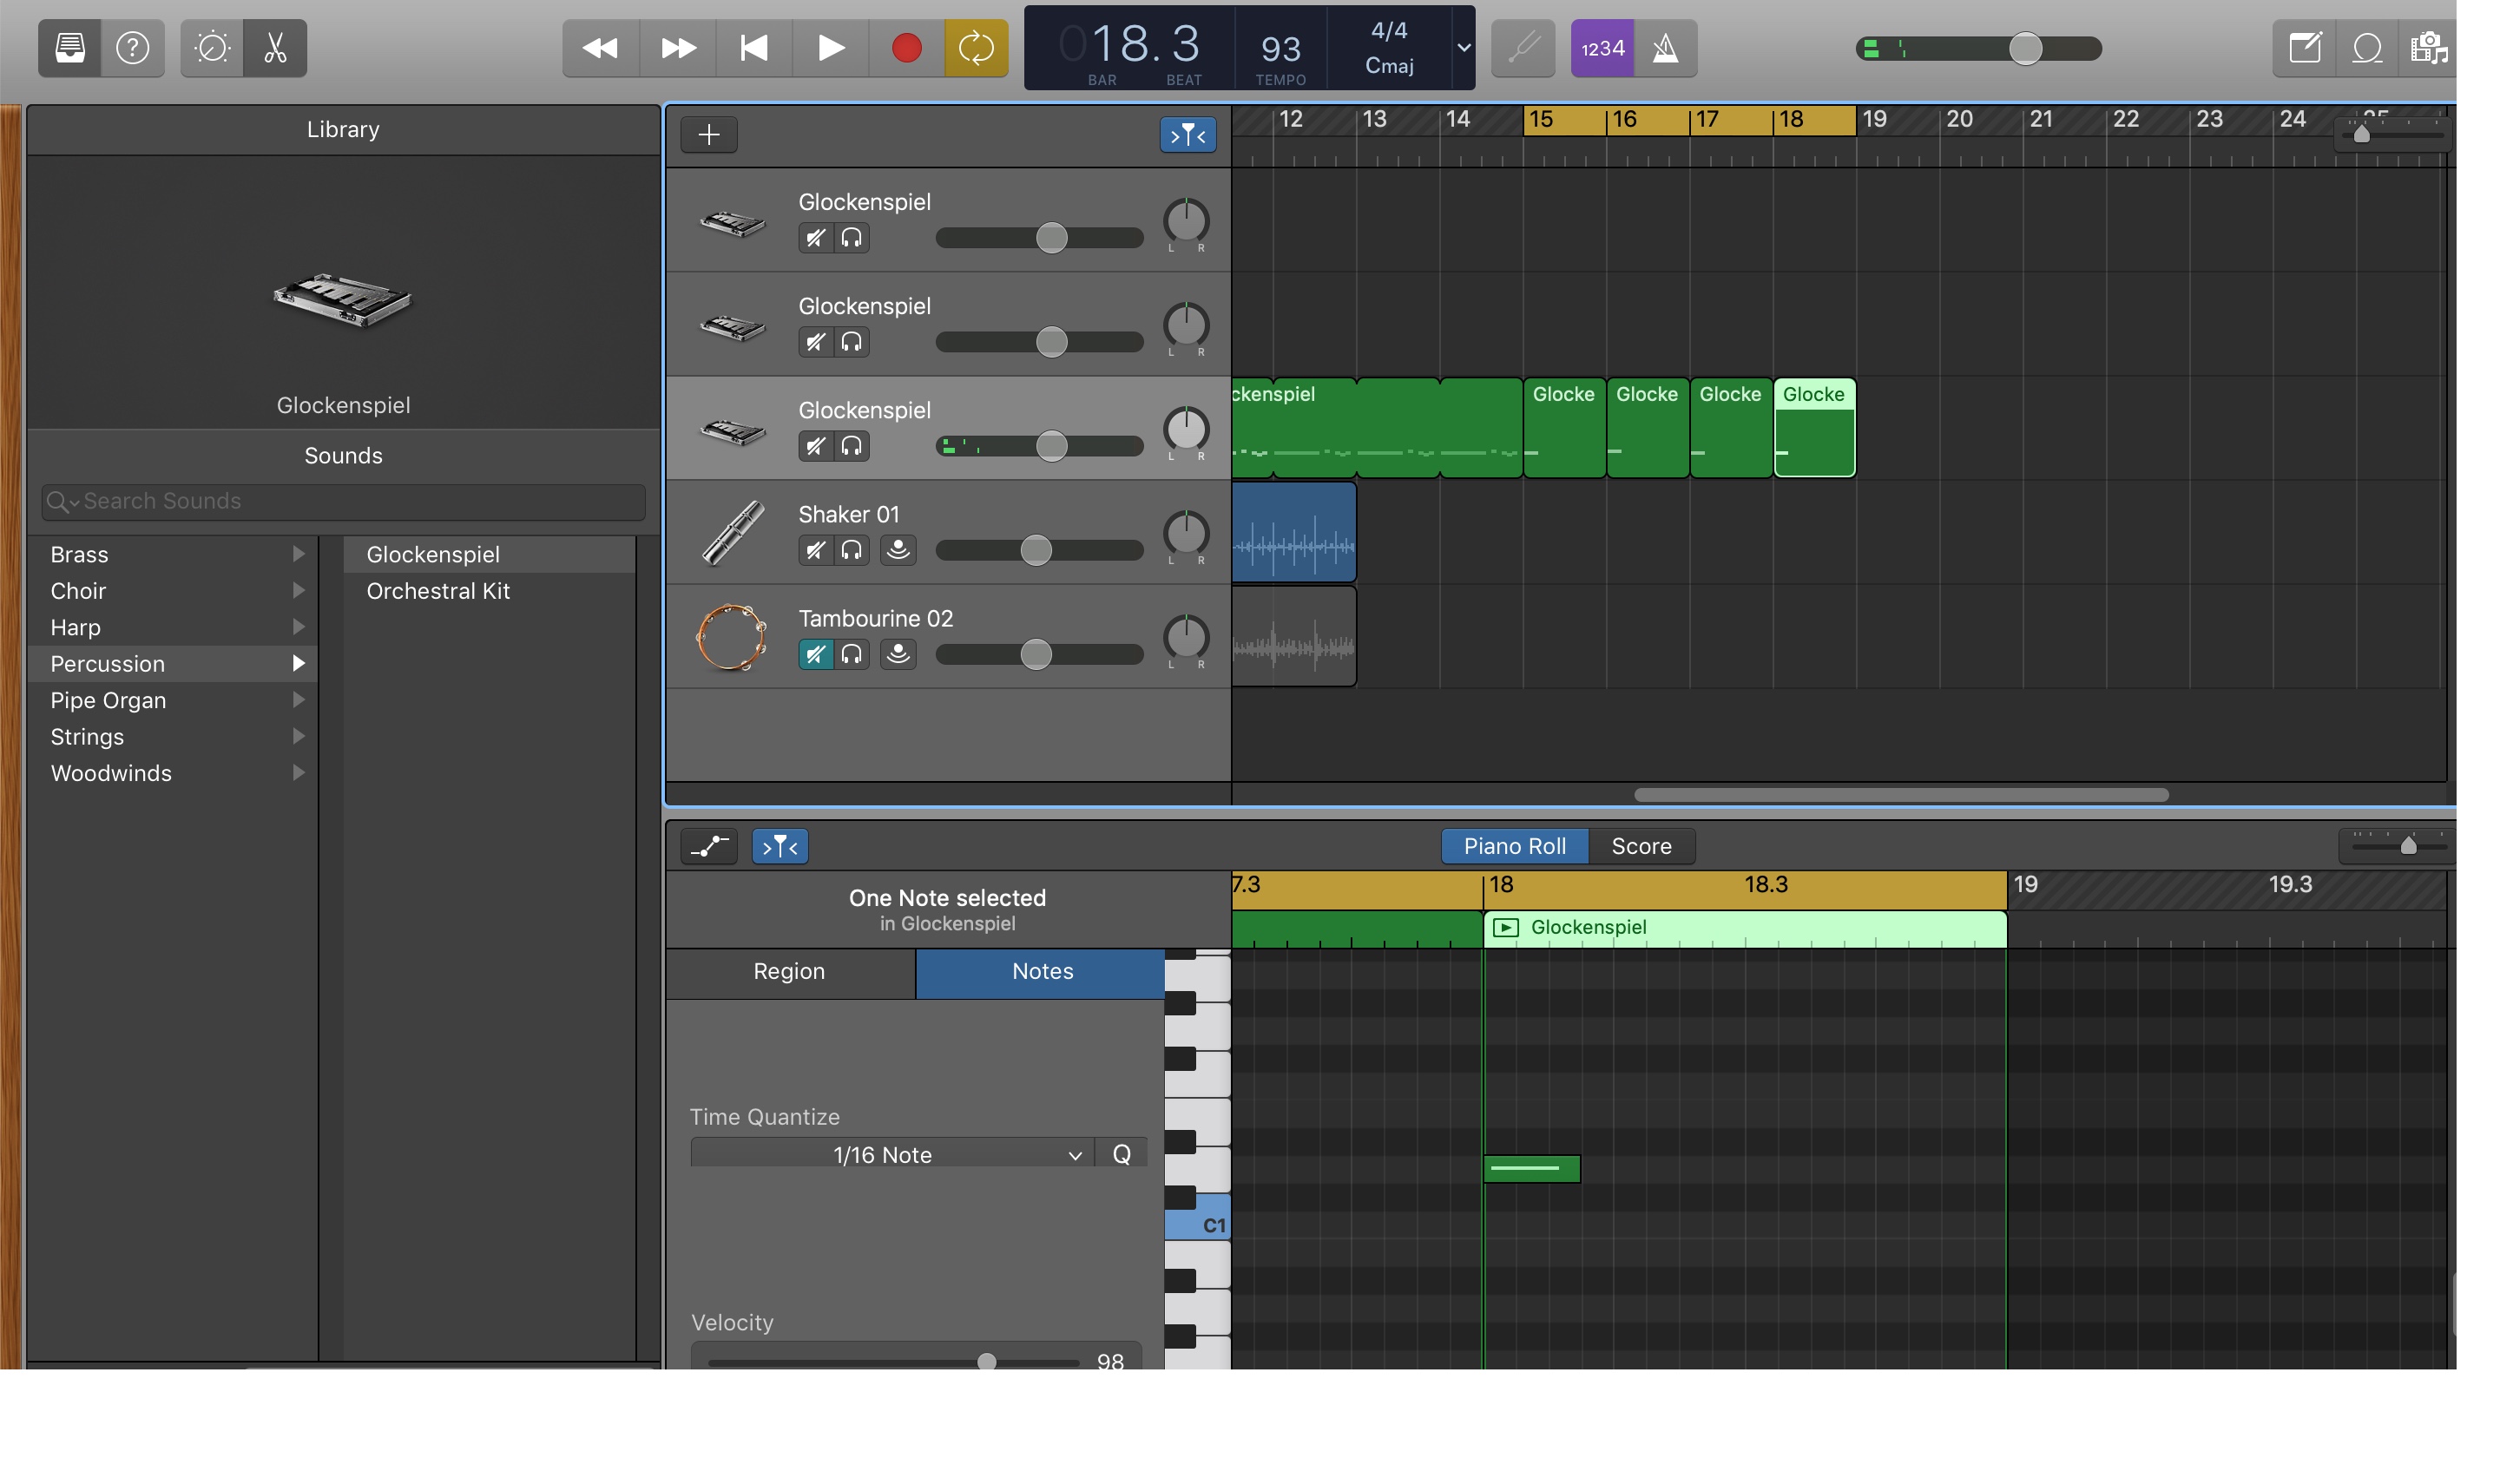 018.3
BAR BEAT
93
TEMPO
4/4
Cmaj
1234
Library
Glockenspiel
Sounds
Search Sounds
Brass
Choir
Harp
Percussion
Pipe Organ
Strings
Woodwinds
Glockenspiel
Orchestral Kit
12 13 14 15 16 17 18 19 20 21 22 23 24 25
Glockenspiel
L R
Glockenspiel
L R
Glockenspiel
L R
Shaker 01
L R
Tambourine 02
L R
ckenspiel Glocke Glocke Glocke Glocke
Piano Roll Score
One Note selected
in Glockenspiel
7.3 18 18.3 19 19.3
Glockenspiel
Region Notes
Time Quantize
1/16 Note Q
C1
Velocity
98